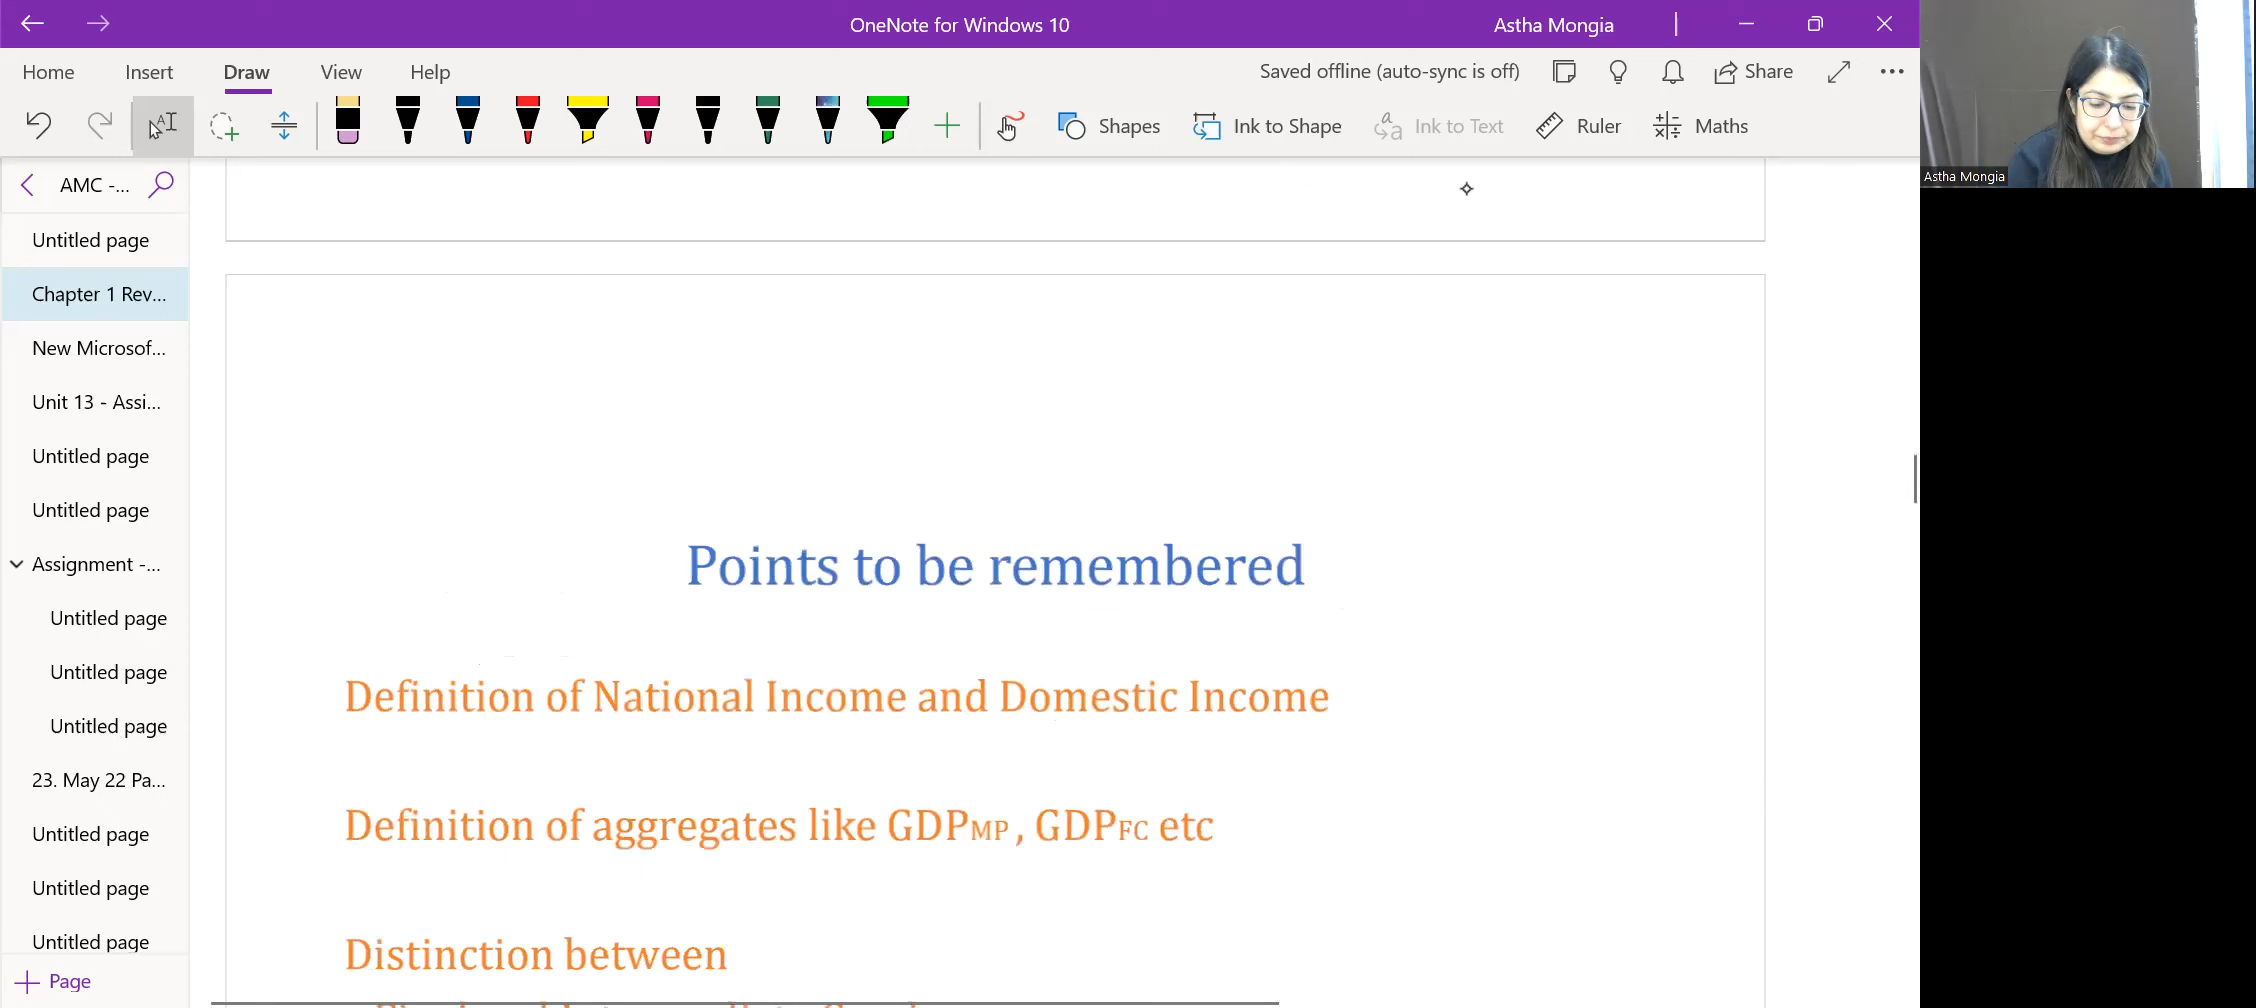 OneNote for Windows 10
Astha Mongia
Home Insert Draw View Help
Saved offline (auto-sync is off)
Share
Shapes
Ink to Shape
Ink to Text
Ruler
Maths
AMC -...
Untitled page
Chapter 1 Rev...
New Microsof...
Unit 13 - Assi...
Untitled page
Untitled page
Assignment -...
Untitled page
Untitled page
Untitled page
23. May 22 Pa...
Untitled page
Untitled page
Untitled page
Page
Points to be remembered
Definition of National Income and Domestic Income
Definition of aggregates like GDPMP, GDPFC etc
Distinction between
Astha Mongia